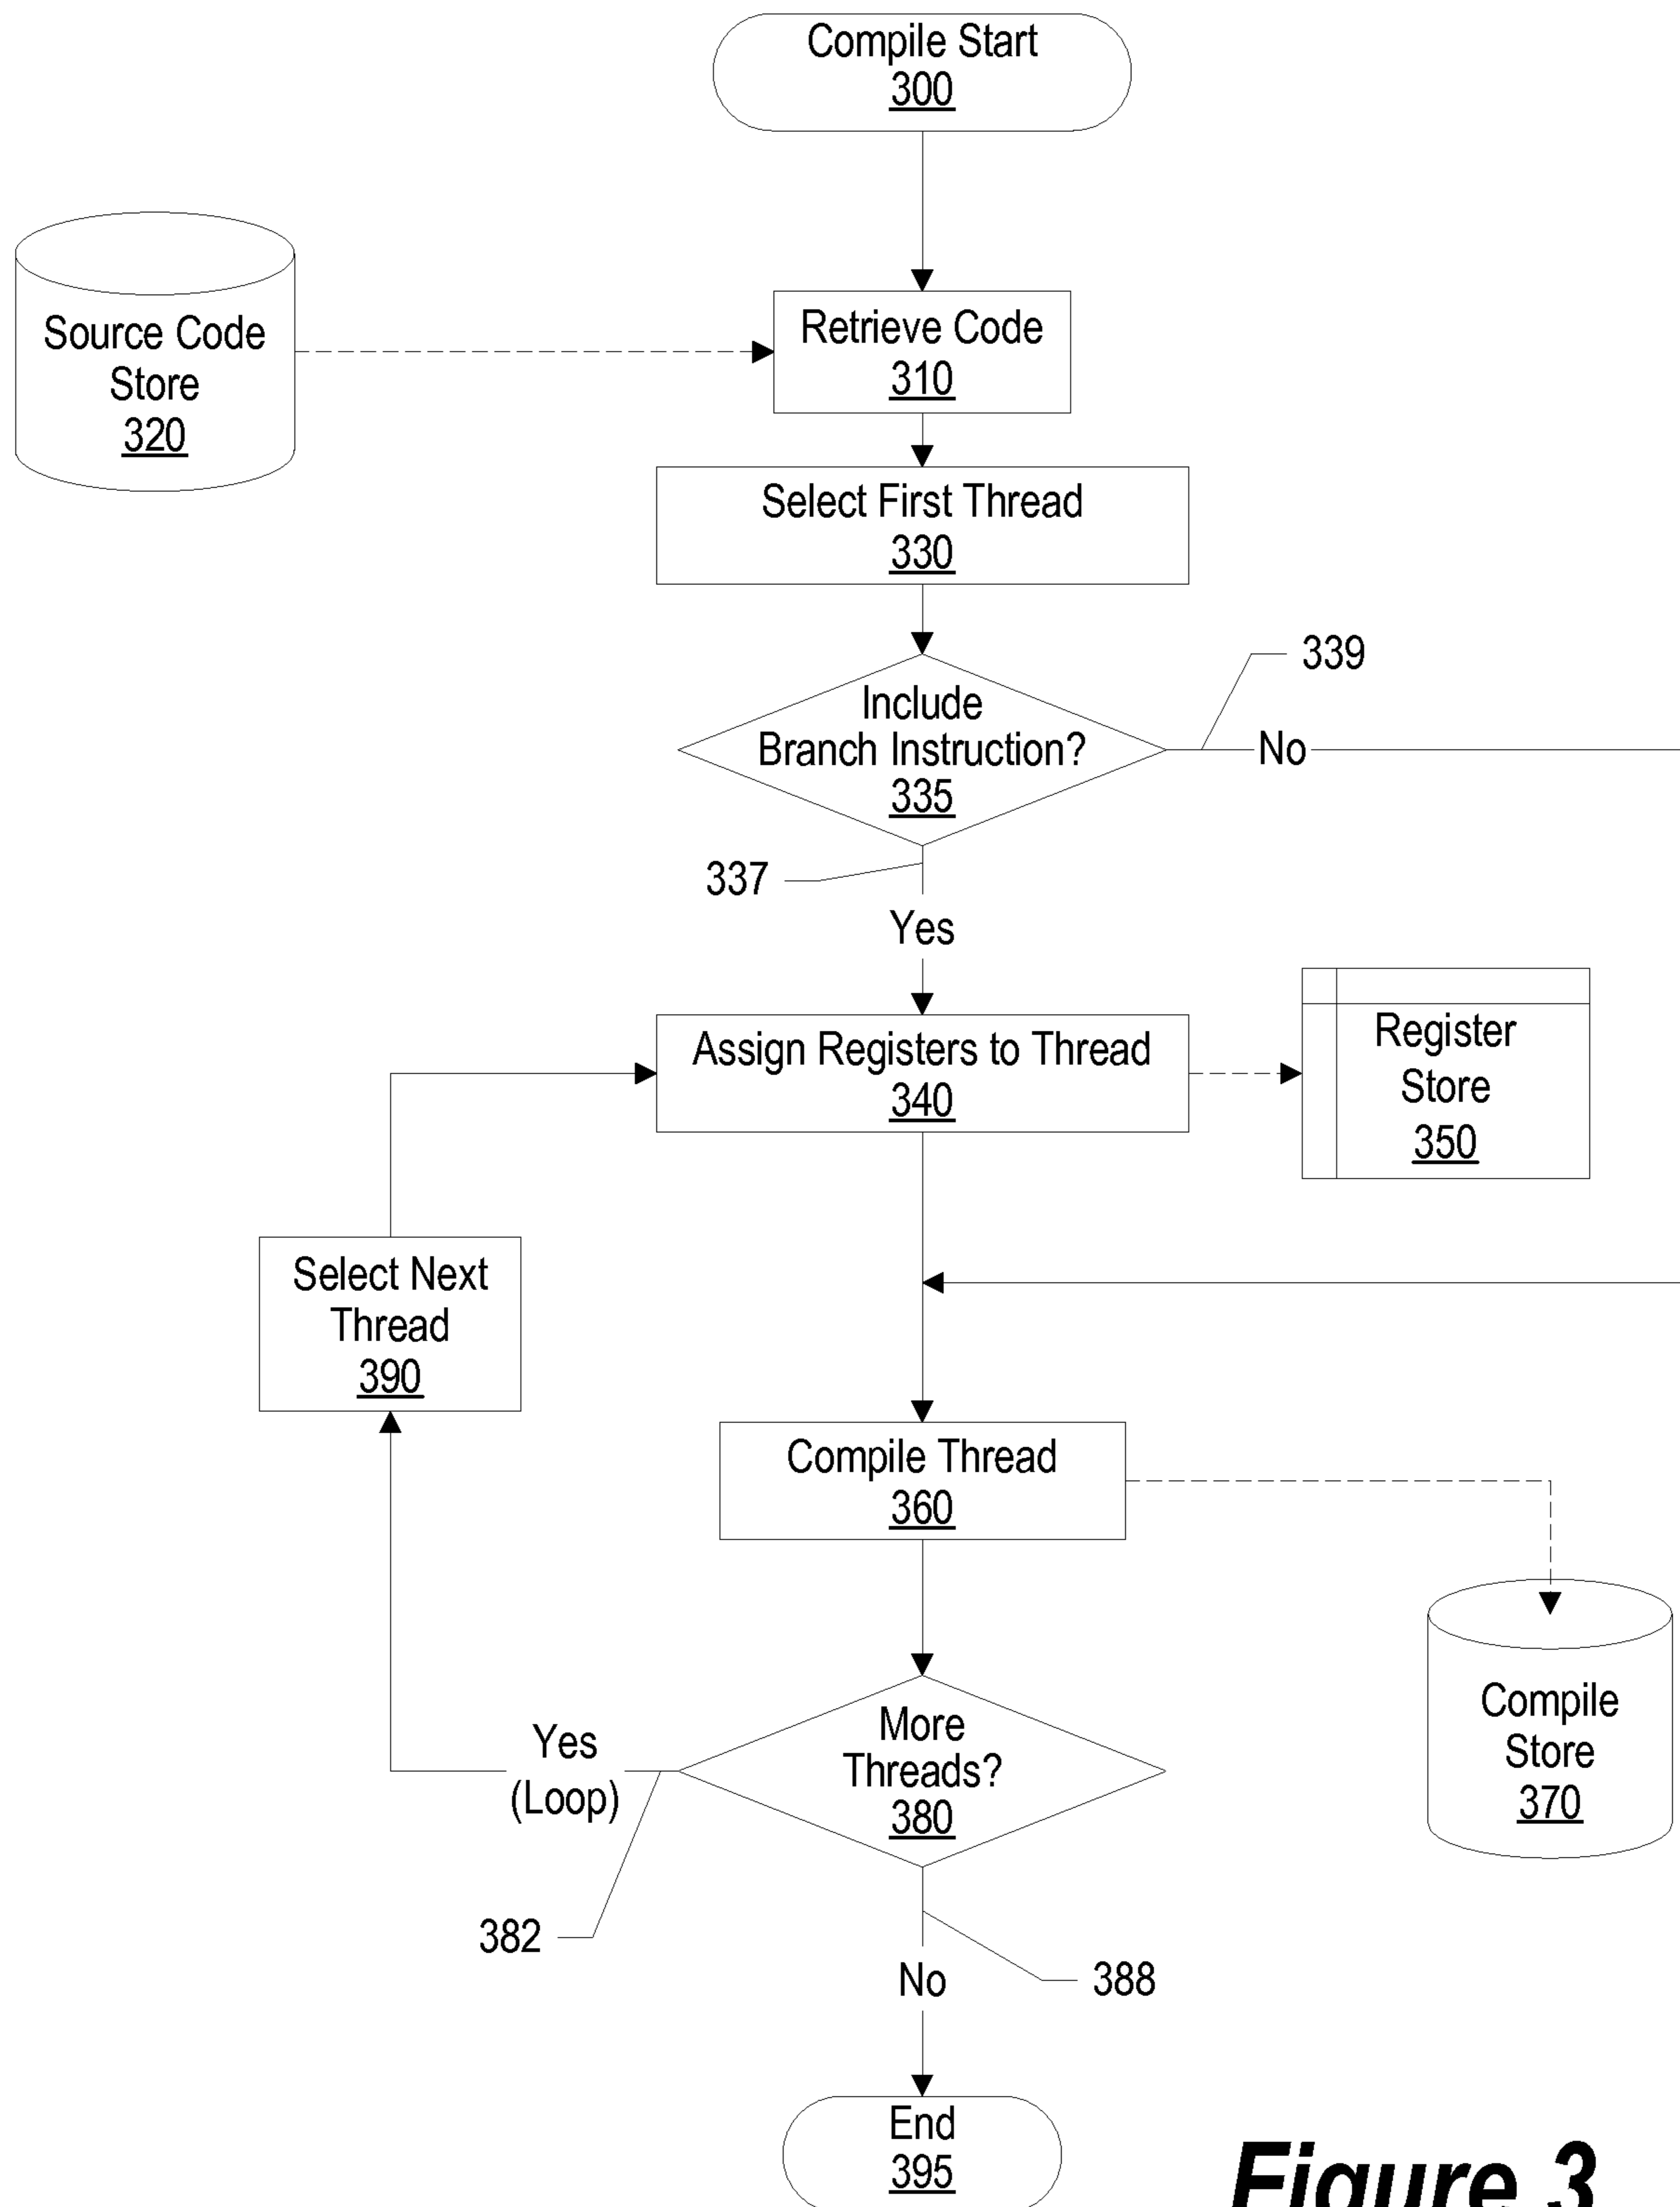 Compile Start
300
Source Code
Store
320
Retrieve Code
310
Select First Thread
330
339
Include
Branch Instruction?
335
No
337
Yes
Assign Registers to Thread
340
Register
Store
350
Select Next
Thread
390
Compile Thread
360
Compile
Store
370
More
Threads?
380
Yes
(Loop)
382
No
388
End
395
Figure 3